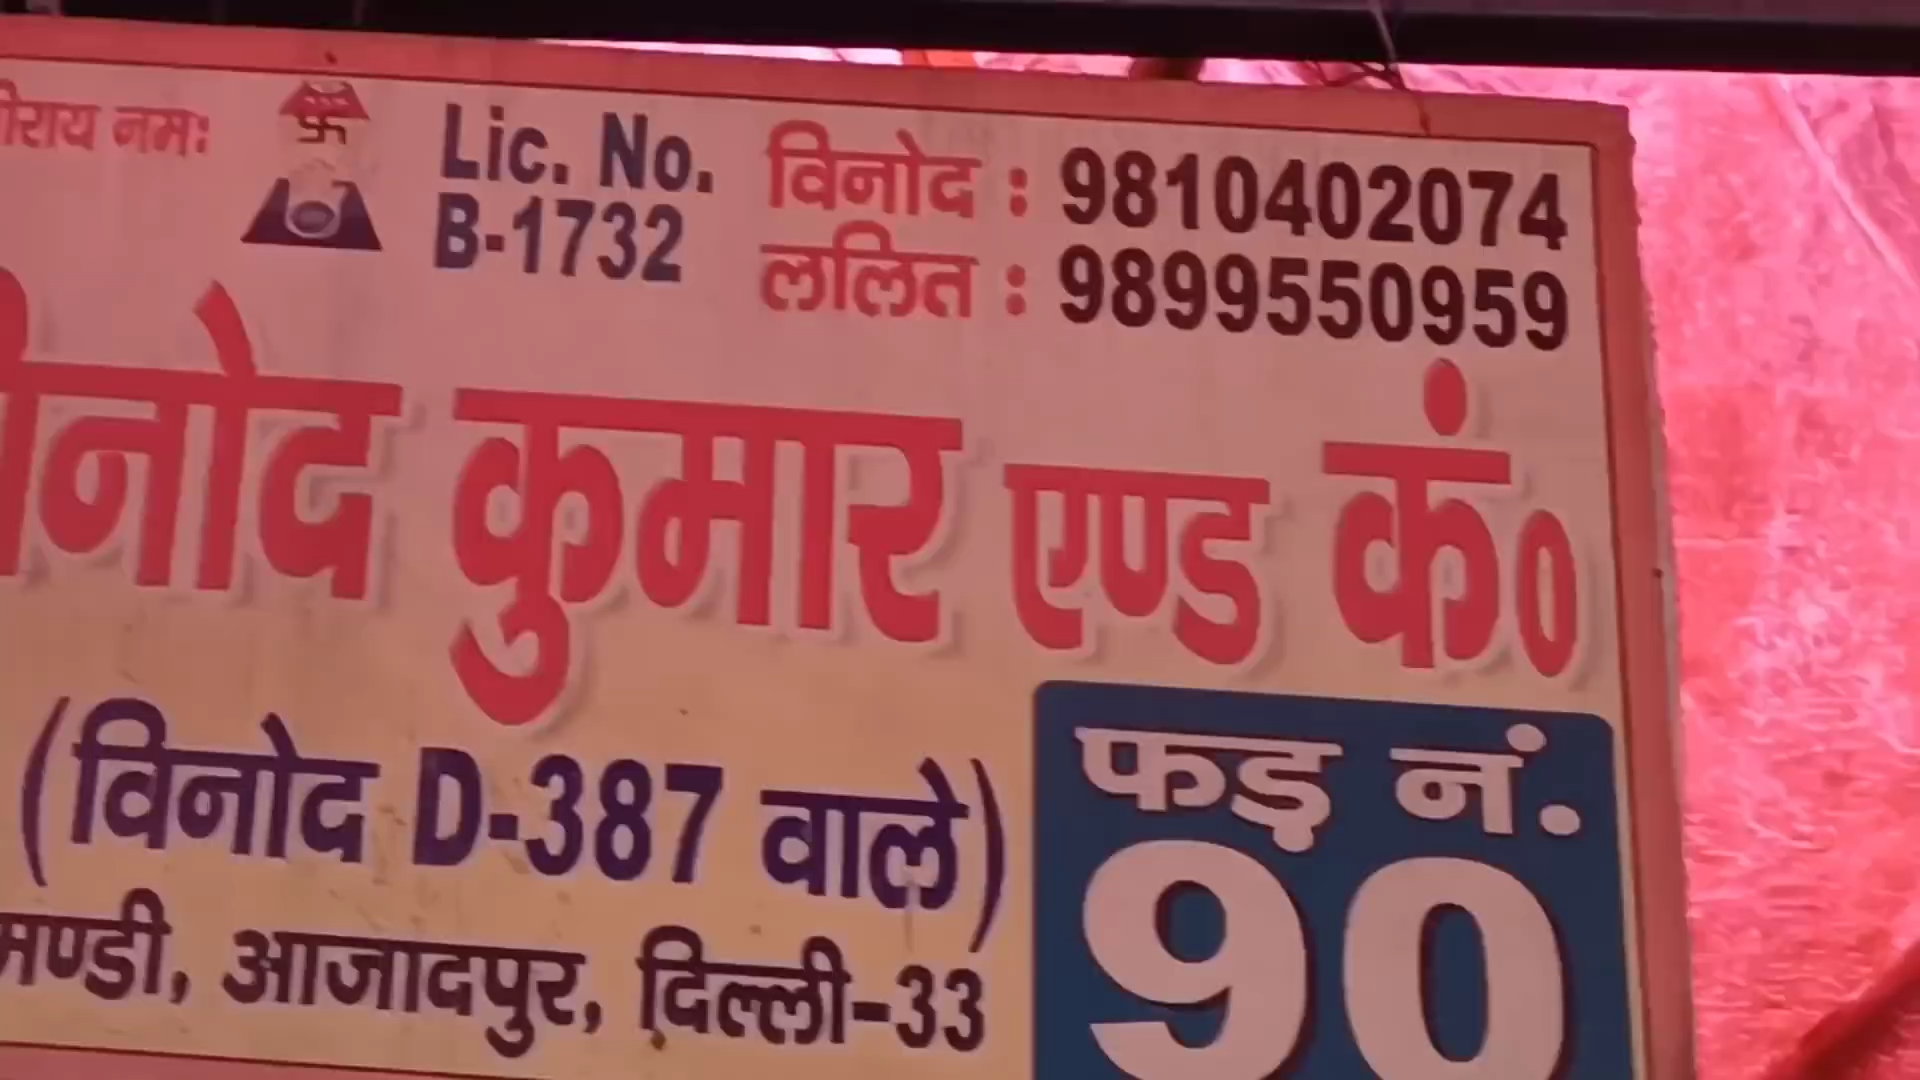 नमः
Lic. No.
B-1732
विनोद : 9810402074
ललित : 9899550959
विनोद कुमार एण्ड कं०
(विनोद D-387 वाले)
मण्डी, आजादपुर, दिल्ली-33
फड़ नं.
90